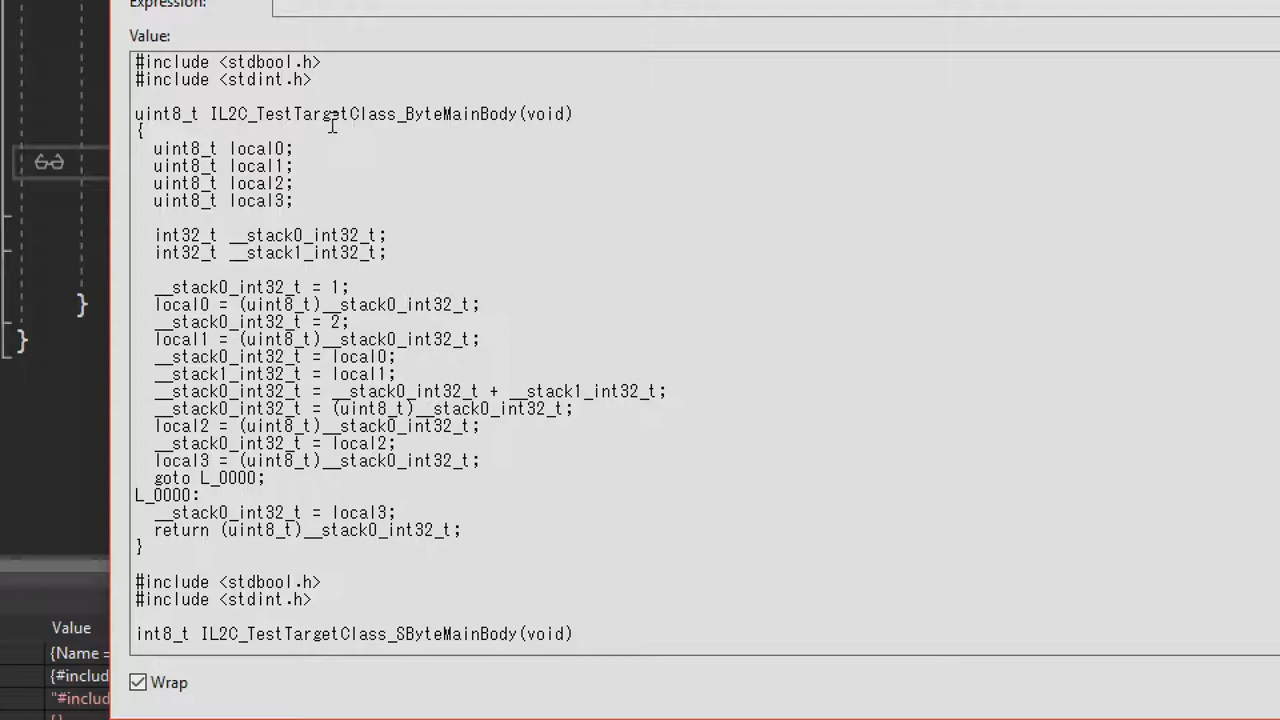 Expression:
Value:
#include <stdbool.h>
#include <stdint.h>
uint8_t IL2C_TestTargetClass_ByteMainBody(void)
{
uint8_t local0;
uint8_t local1;
uint8_t local2;
uint8_t local3;
int32_t __stack0_int32_t;
int32_t __stack1_int32_t;
__stack0_int32_t = 1;
local0 = (uint8_t)__stack0_int32_t;
__stack0_int32_t = 2;
local1 = (uint8_t)__stack0_int32_t;
__stack0_int32_t = local0;
__stack1_int32_t = local1;
__stack0_int32_t = __stack0_int32_t + __stack1_int32_t;
__stack0_int32_t = (uint8_t)__stack0_int32_t;
local2 = (uint8_t)__stack0_int32_t;
__stack0_int32_t = local2;
local3 = (uint8_t)__stack0_int32_t;
goto L_0000;
L_0000:
__stack0_int32_t = local3;
return (uint8_t)__stack0_int32_t;
}
#include <stdbool.h>
#include <stdint.h>
int8_t IL2C_TestTargetClass_SByteMainBody(void)
Wrap
}
}
Value
{Name =
{#includ
"#includ